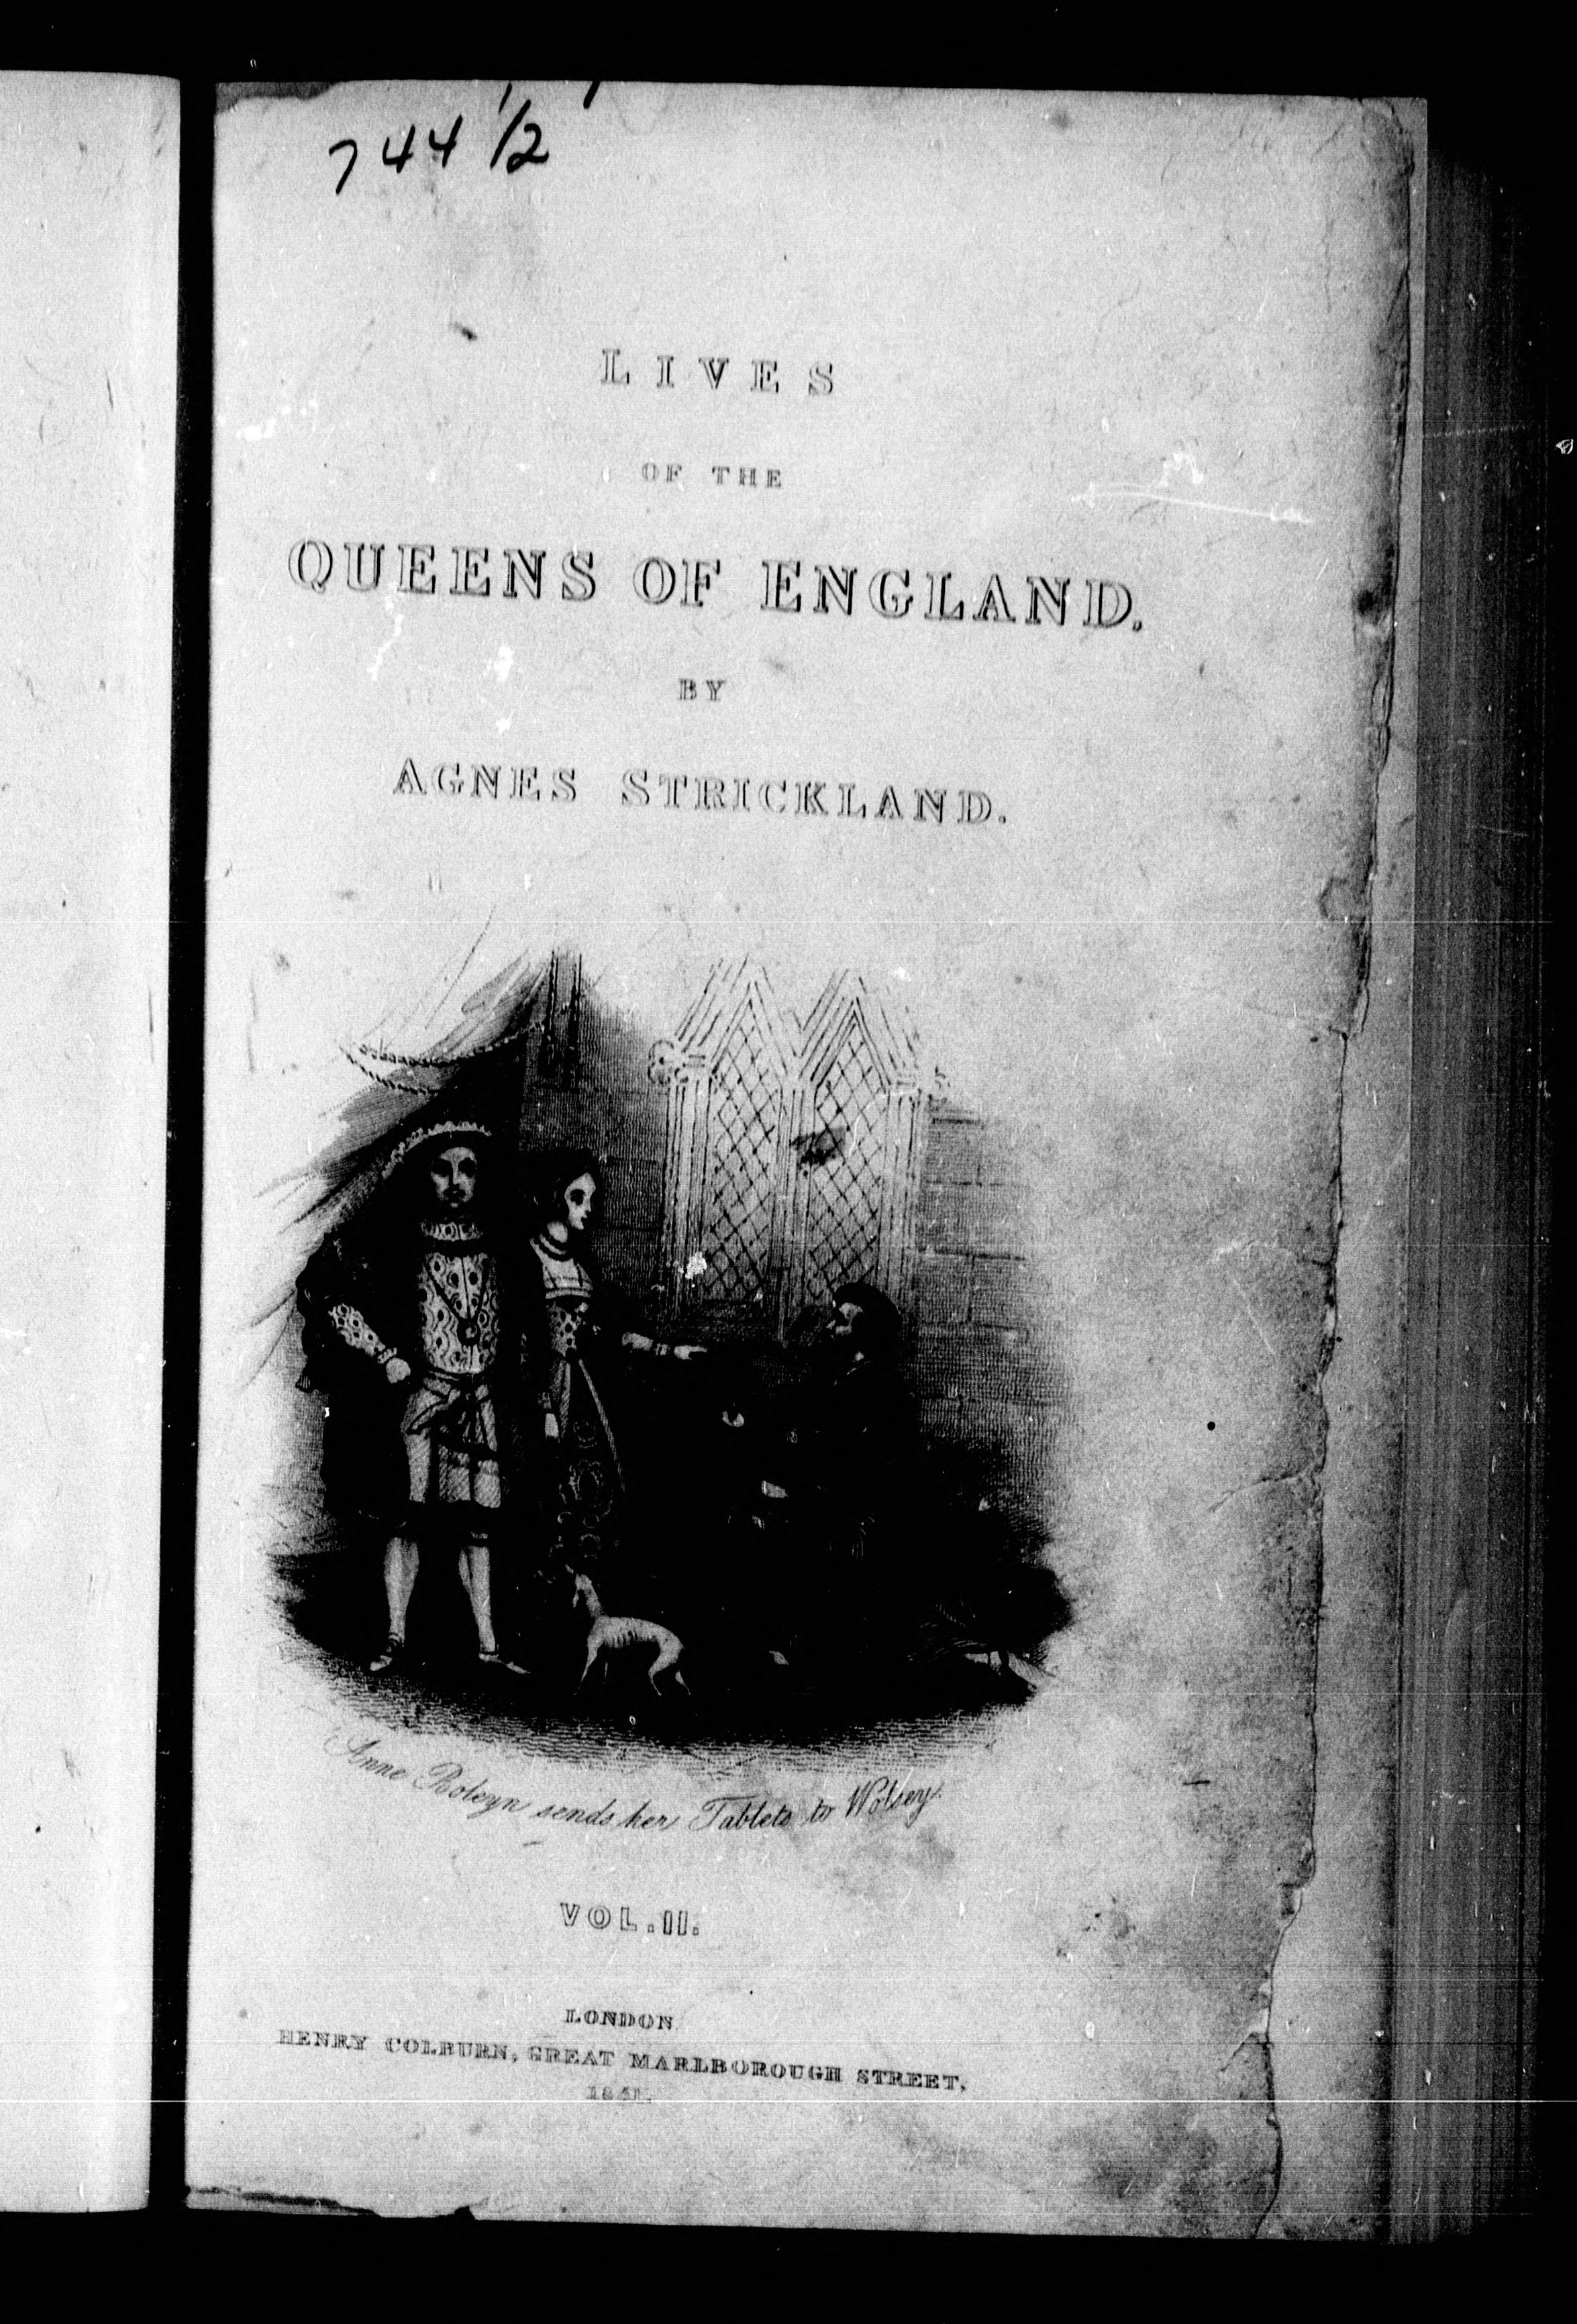 744 1/2
LIVES
OF THE
QUEENS OF ENGLAND.
BY
AGNES STRICKLAND.
Anne Boleyn sends her Tablets to Wolsey.
VOL. II.
LONDON
HENRY COLBURN, GREAT MARLBOROUGH STREET,